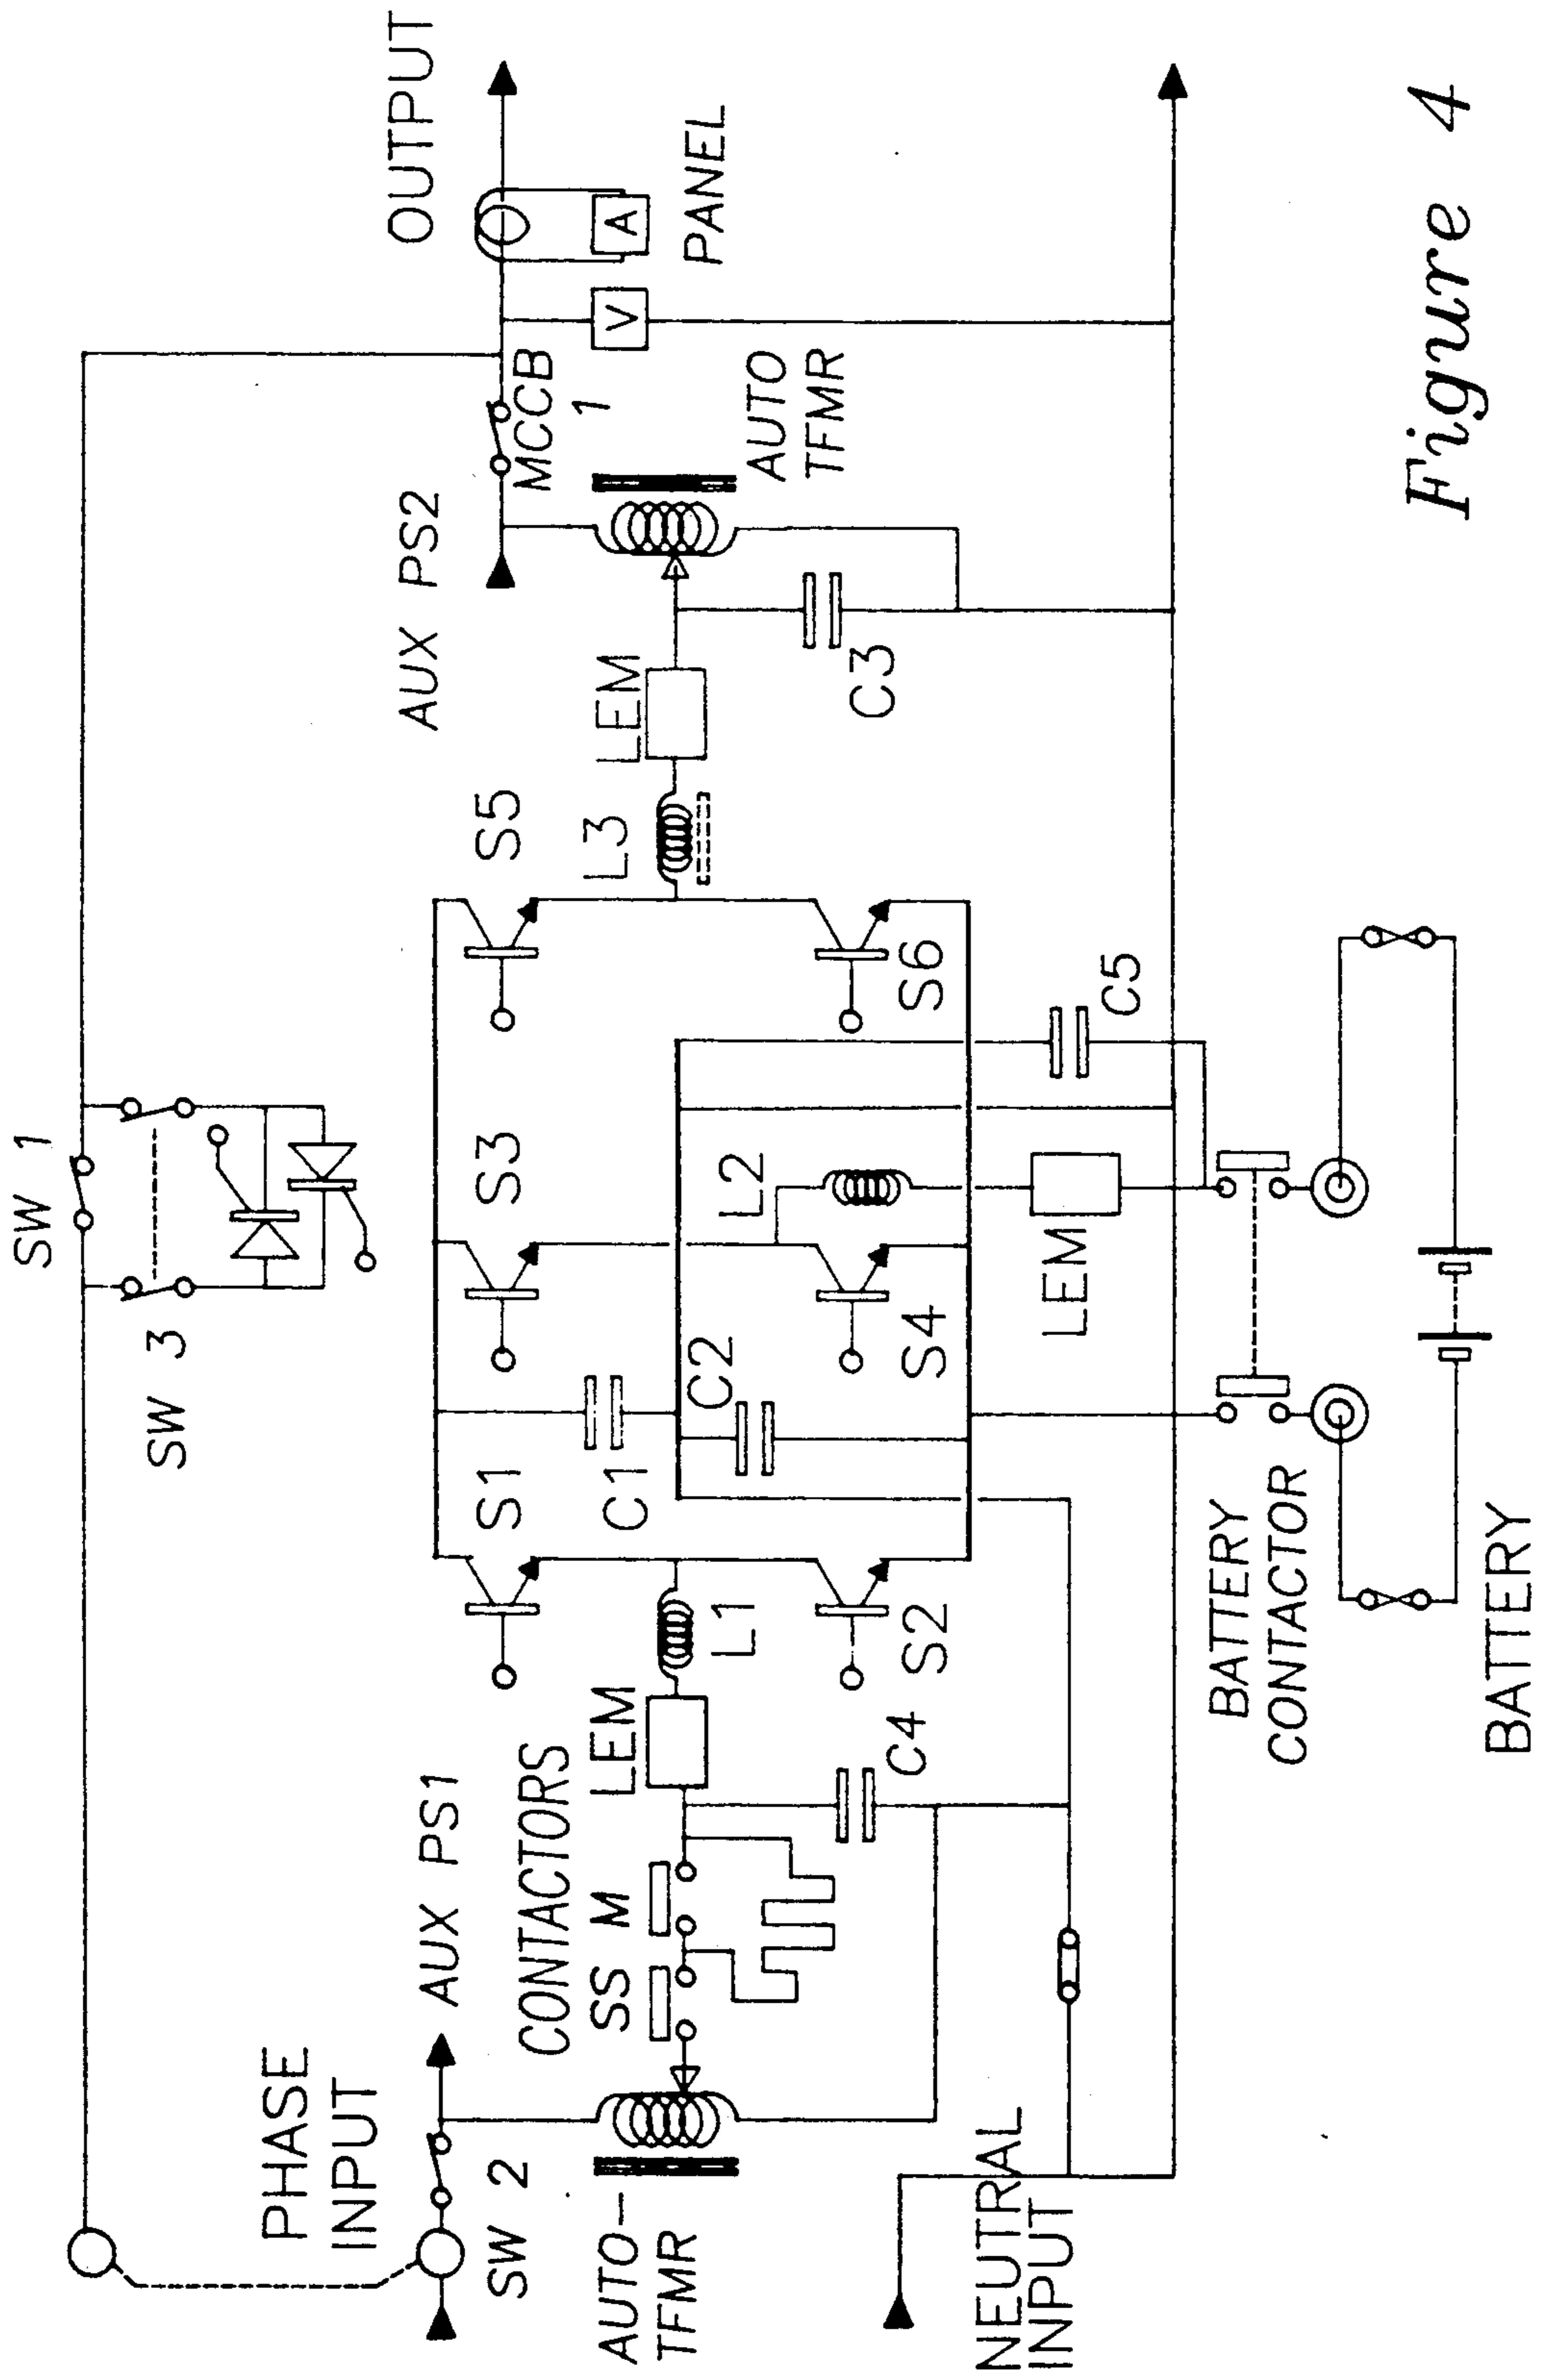 SW 1
SW 3
PHASE
INPUT
AUX PS1
SW 2
AUTO-
TFMR
CONTACTORS
SS M
LEM
C4
L1
S1
S2
C1
C2
S3
S4
L2
LEM
S5
S6
C5
L3
LEM
C3
AUX PS2
MCCB
1
AUTO
TFMR
OUTPUT
V
A
PANEL
NEUTRAL
INPUT
BATTERY
CONTACTOR
BATTERY
Figure 4